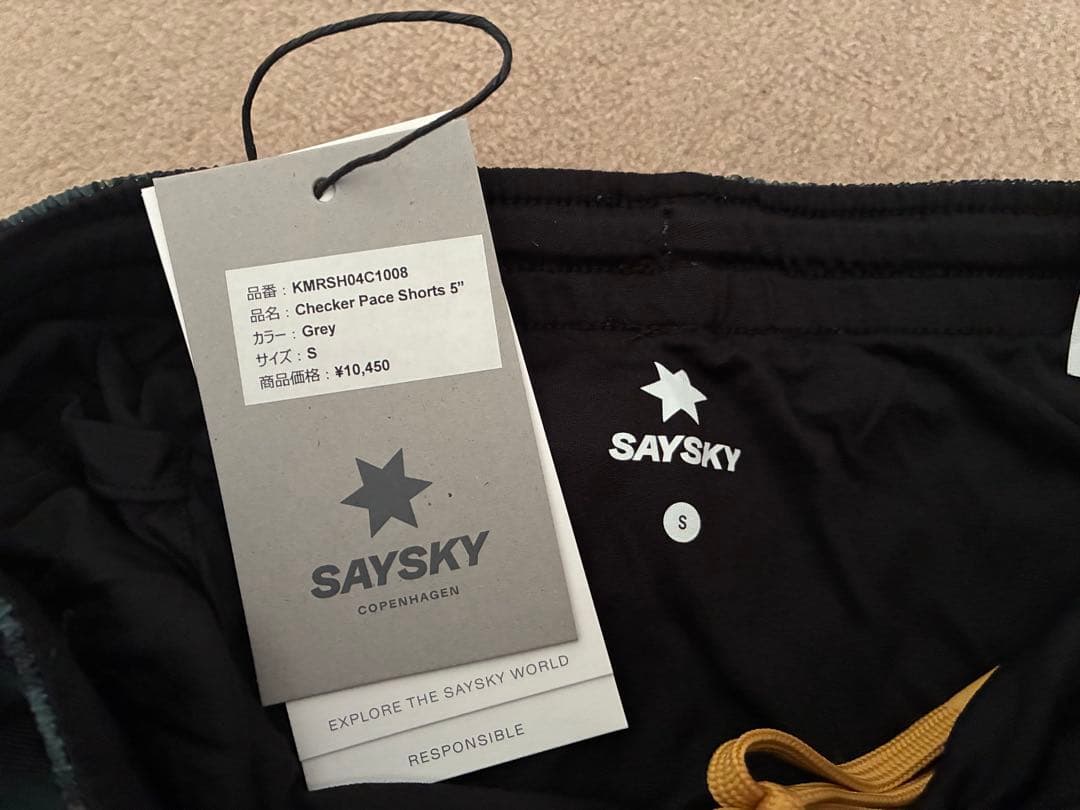 品番：KMRSH04C1008
品名：Checker Pace Shorts 5”
カラー：Grey
サイズ：S
商品価格：¥10,450
SAYSKY
COPENHAGEN
EXPLORE THE SAYSKY WORLD
RESPONSIBLE
SAYSKY
S